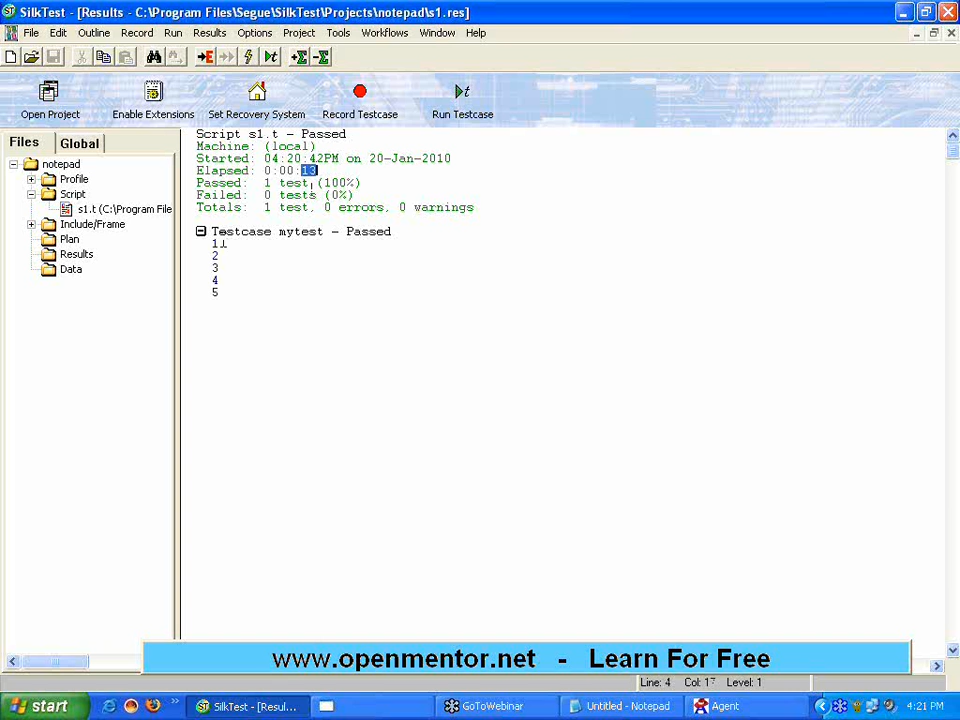 SilkTest - [Results - C:\Program Files\Segue\SilkTest\Projects\notepad\s1.res]
File Edit Outline Record Run Results Options Project Tools Workflows Window Help
Open Project Enable Extensions Set Recovery System Record Testcase Run Testcase
Files Global
notepad
Profile
Script
s1.t (C:\Program File
Include/Frame
Plan
Results
Data
Script s1.t - Passed
Machine: (local)
Started: 04:20:42PM on 20-Jan-2010
Elapsed: 0:00:13
Passed: 1 test (100%)
Failed: 0 tests (0%)
Totals: 1 test, 0 errors, 0 warnings
Testcase mytest - Passed
1
2
3
4
5
www.openmentor.net - Learn For Free
Line: 4 Col: 17 Level: 1
start SilkTest - [Resul... GoToWebinar Untitled - Notepad Agent 4:21 PM